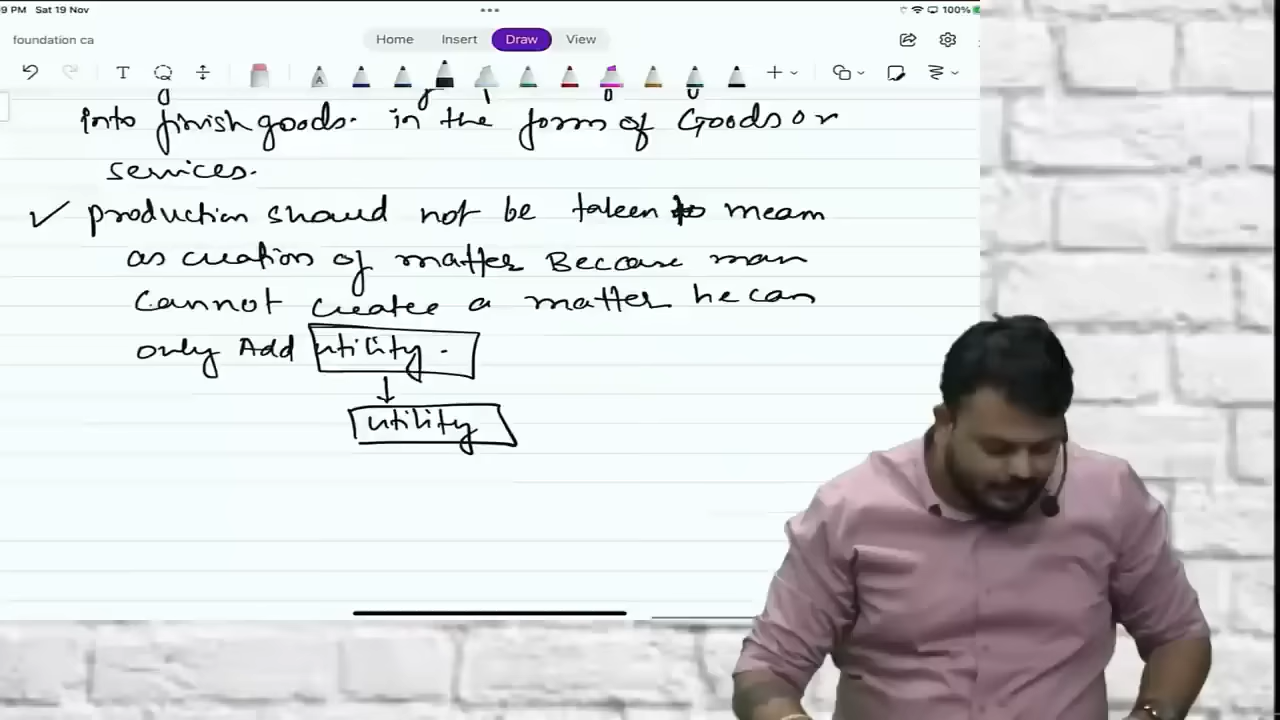 9 PM Sat 19 Nov
100%
foundation ca
Home Insert Draw View
into finish goods. in the form of Goods or
services.
✓ production should not be taken to mean
as creation of matter Because man
cannot create a matter he can
only Add utility.
utility